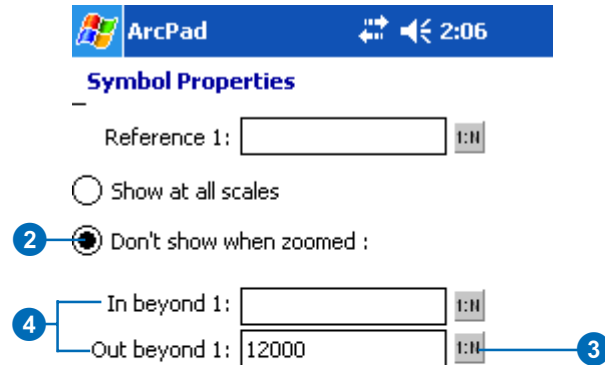 ArcPad 2:06
Symbol Properties
Reference 1: 1:N
Show at all scales
2 Don't show when zoomed :
4 In beyond 1: 1:N
Out beyond 1: 12000 1:N 3